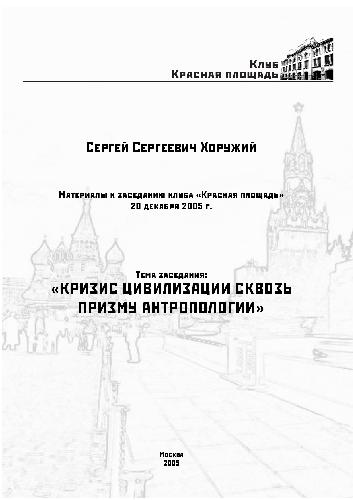 Клуб
Красная площадь
Сергей Сергеевич Хоружий
Материалы к заседанию клуба «Красная площадь»
20 декабря 2005 г.
Тема заседания:
«Кризис цивилизации сквозь
призму антропологии»
Москва
2005